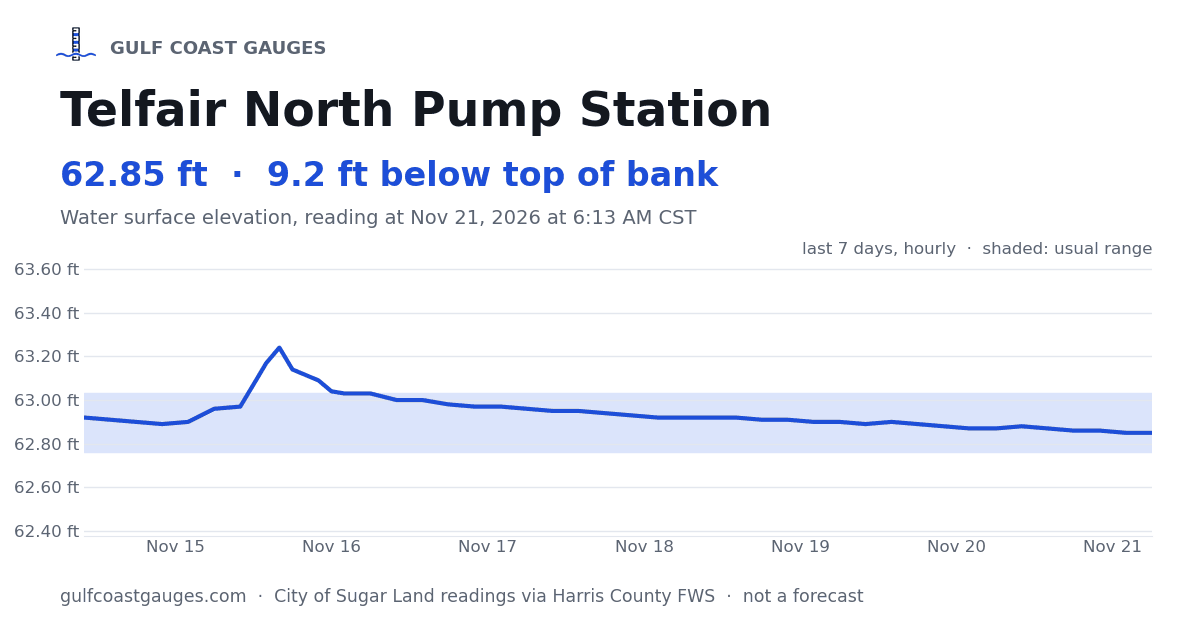 GULF COAST GAUGES
Telfair North Pump Station
62.85 ft · 9.2 ft below top of bank
Water surface elevation, reading at Nov 21, 2026 at 6:13 AM CST
last 7 days, hourly · shaded: usual range
63.60 ft
63.40 ft
63.20 ft
63.00 ft
62.80 ft
62.60 ft
62.40 ft
Nov 15 Nov 16 Nov 17 Nov 18 Nov 19 Nov 20 Nov 21
gulfcoastgauges.com · City of Sugar Land readings via Harris County FWS · not a forecast